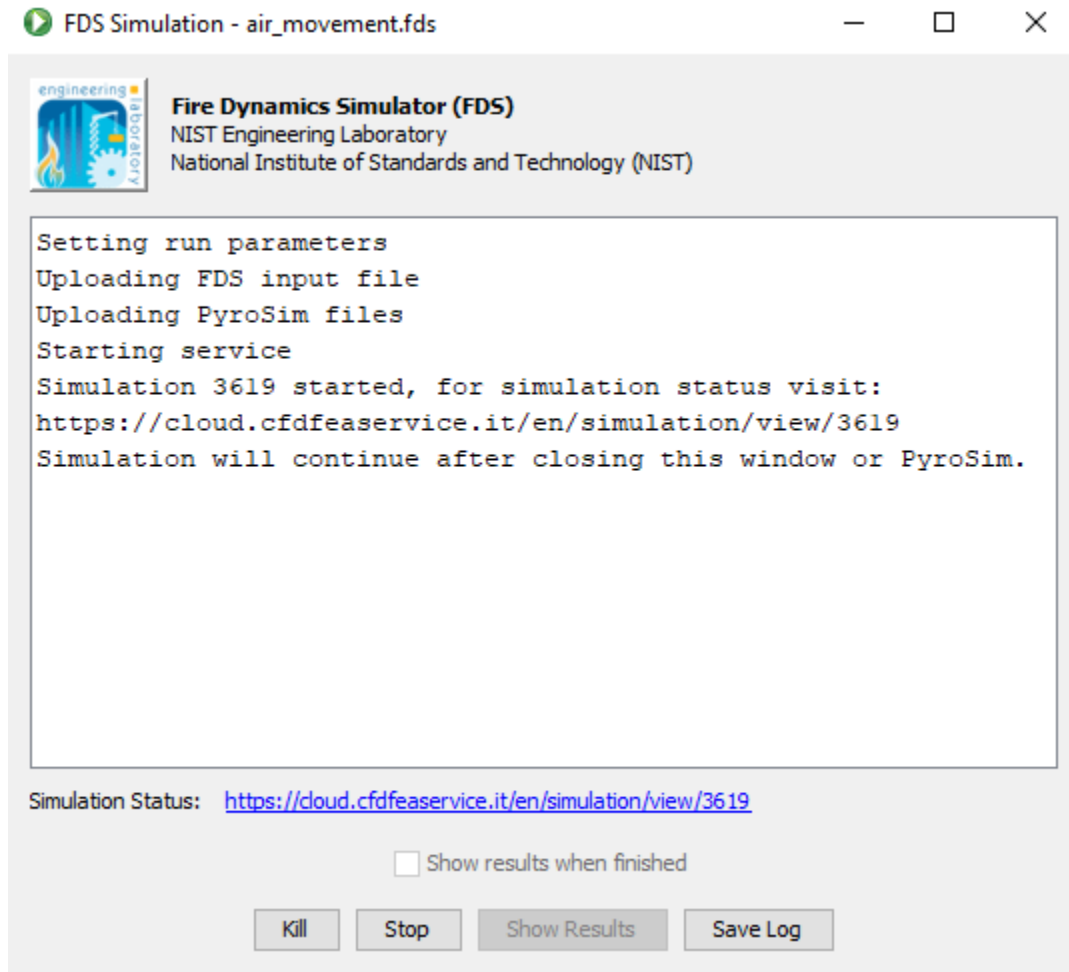 FDS Simulation - air_movement.fds
engineering
laboratory
Fire Dynamics Simulator (FDS)
NIST Engineering Laboratory
National Institute of Standards and Technology (NIST)
Setting run parameters
Uploading FDS input file
Uploading PyroSim files
Starting service
Simulation 3619 started, for simulation status visit:
https://cloud.cfdfeaservice.it/en/simulation/view/3619
Simulation will continue after closing this window or PyroSim.
Simulation Status: https://cloud.cfdfeaservice.it/en/simulation/view/3619
Show results when finished
Kill Stop Show Results Save Log